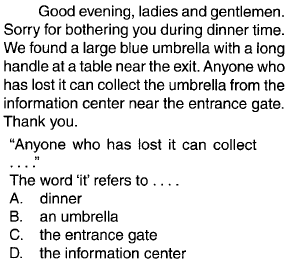 Good evening, ladies and gentlemen.
Sorry for bothering you during dinner time.
We found a large blue umbrella with a long
handle at a table near the exit. Anyone who
has lost it can collect the umbrella from the
information center near the entrance gate.
Thank you.
“Anyone who has lost it can collect
. . . .”
The word ‘it’ refers to . . . .
A. dinner
B. an umbrella
C. the entrance gate
D. the information center